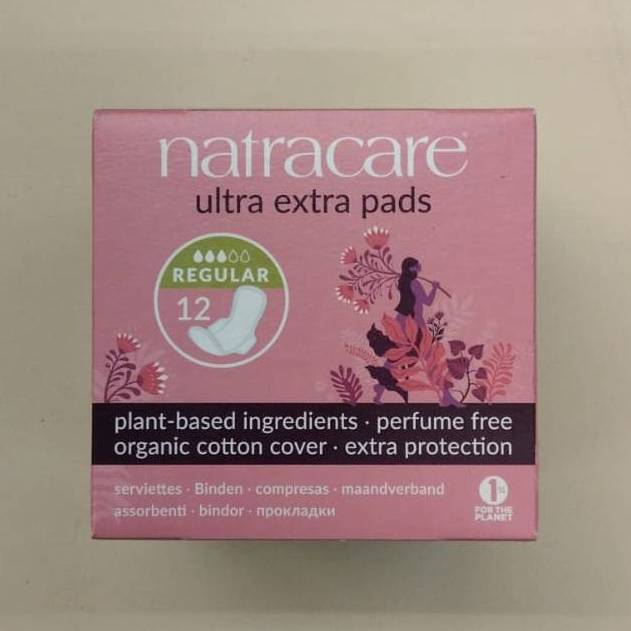 natracare
ultra extra pads
REGULAR
12
plant-based ingredients · perfume free
organic cotton cover · extra protection
serviettes · Binden · compresas · maandverband
assorbenti · bindor · прокладки
1%
FOR THE
PLANET